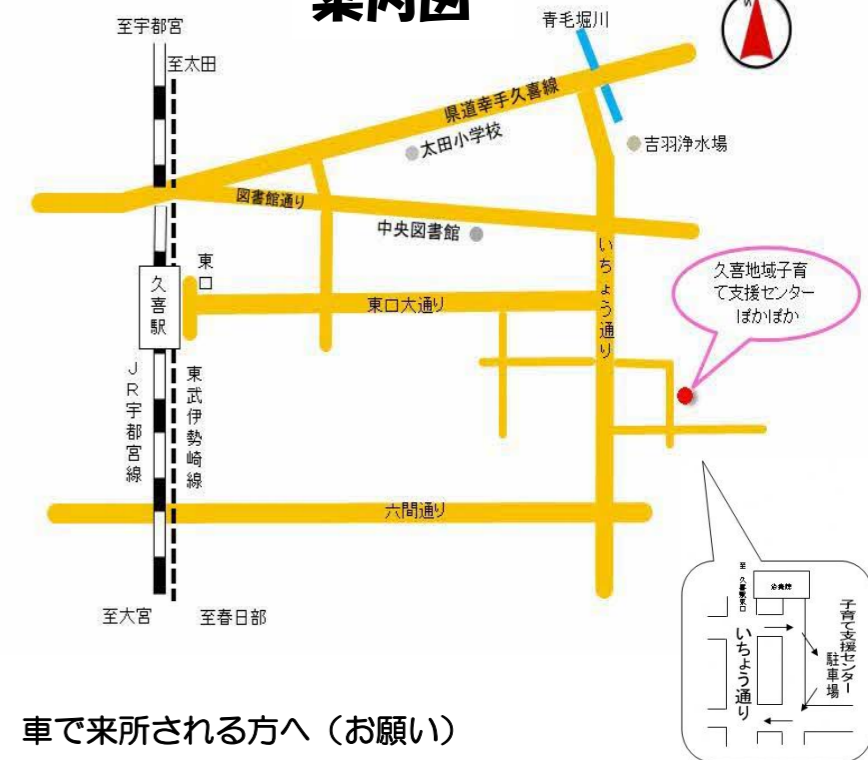 案内図
至宇都宮
至太田
青毛堀川
県道幸手久喜線
太田小学校
吉羽浄水場
図書館通り
中央図書館
いちょう通り
東口
久喜駅
東口大通り
久喜地域子育
て支援センター
ぽかぽか
JR宇都宮線
東武伊勢崎線
六間通り
至大宮
至春日部
いちょう通り
子育て支援センター
駐車場
車で来所される方へ（お願い）